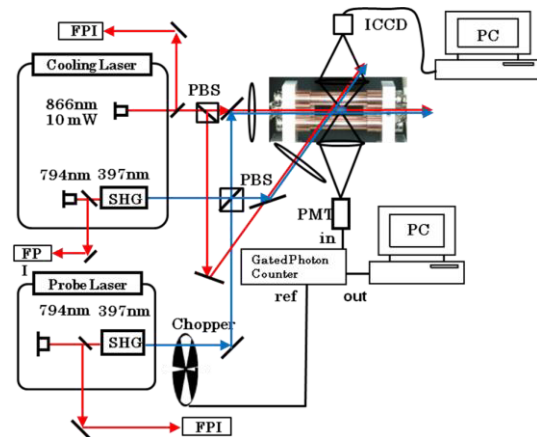 ICCD
FPI
PC
Cooling Laser
PBS
866nm
10 mW
794nm 397nm
SHG
PBS
PMT
in
PC
FP
I
Gated Photon
Counter
ref out
Probe Laser
794nm 397nm
Chopper
SHG
FPI